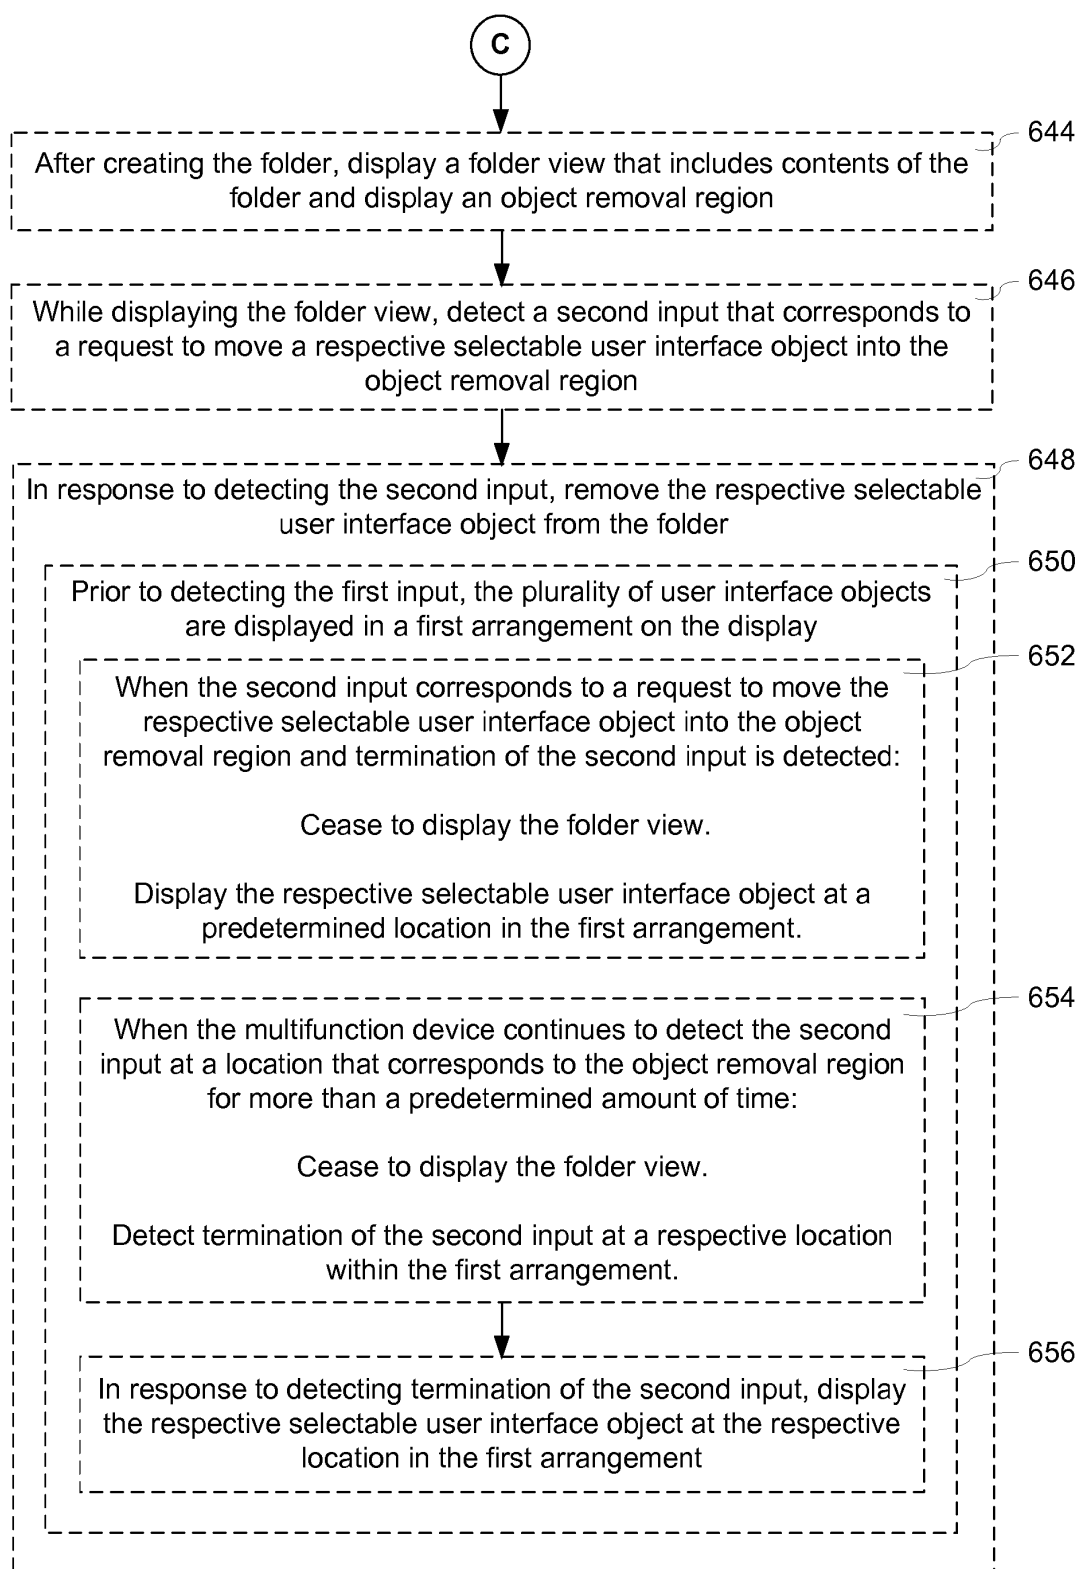 C
644
After creating the folder, display a folder view that includes contents of the
folder and display an object removal region
646
While displaying the folder view, detect a second input that corresponds to
a request to move a respective selectable user interface object into the
object removal region
648
In response to detecting the second input, remove the respective selectable
user interface object from the folder
650
Prior to detecting the first input, the plurality of user interface objects
are displayed in a first arrangement on the display
652
When the second input corresponds to a request to move the
respective selectable user interface object into the object
removal region and termination of the second input is detected:
Cease to display the folder view.
Display the respective selectable user interface object at a
predetermined location in the first arrangement.
654
When the multifunction device continues to detect the second
input at a location that corresponds to the object removal region
for more than a predetermined amount of time:
Cease to display the folder view.
Detect termination of the second input at a respective location
within the first arrangement.
656
In response to detecting termination of the second input, display
the respective selectable user interface object at the respective
location in the first arrangement